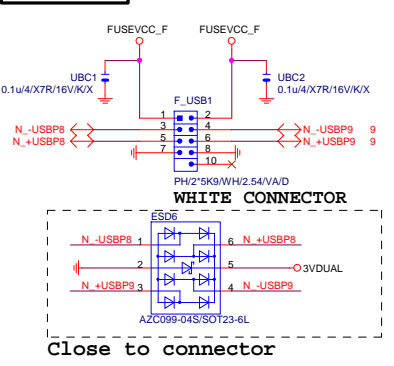 FUSEVCC_F FUSEVCC_F
UBC1 UBC2
0.1u/4/X7R/16V/K/X 0.1u/4/X7R/16V/K/X
F_USB1
1 2
N_-USBP8 3 4 N_-USBP9 9
N_+USBP8 5 6 N_+USBP9 9
7 8
10
PH/2*5K9/WH/2.54/VA/D
WHITE CONNECTOR
ESD6
N_-USBP8 1 6 N_+USBP8
2 5 3VDUAL
N_+USBP9 3 4 N_-USBP9
AZC099-04S/SOT23-6L
Close to connector